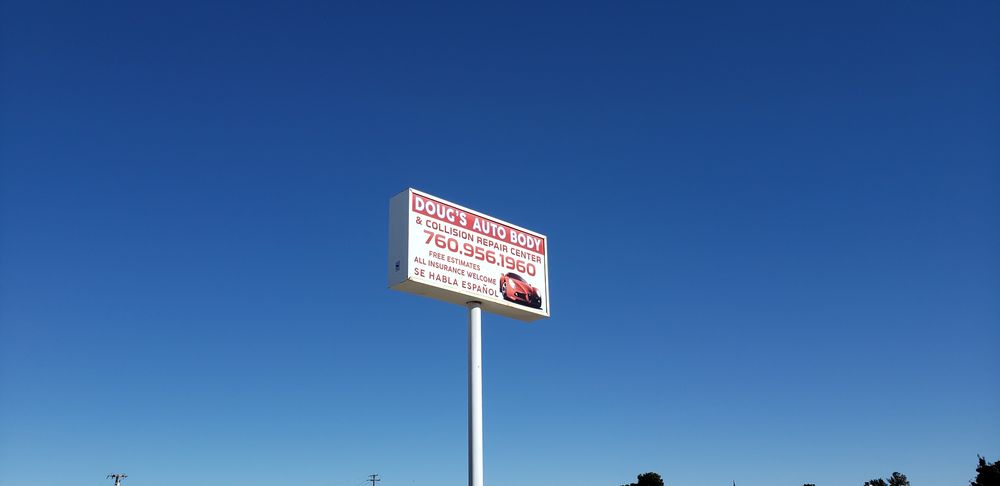 DOUG'S AUTO BODY
& COLLISION REPAIR CENTER
760.956.1960
FREE ESTIMATES
ALL INSURANCE WELCOME
SE HABLA ESPAÑOL